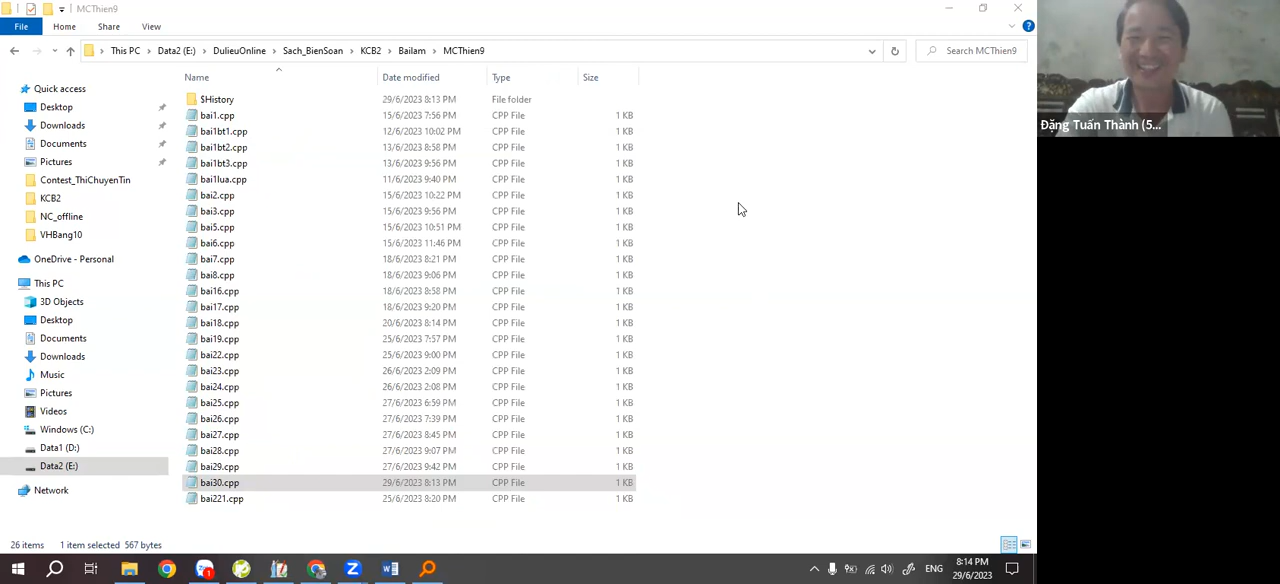 MCThien9
File Home Share View
This PC > Data2 (E:) > DulieuOnline > Sach_BienSoan > KCB2 > Bailam > MCThien9
Search MCThien9
Name Date modified Type Size
Quick access
Desktop
Downloads
Documents
Pictures
Contest_ThiChuyenTin
KCB2
NC_offline
VHBang10
OneDrive - Personal
This PC
3D Objects
Desktop
Documents
Downloads
Music
Pictures
Videos
Windows (C:)
Data1 (D:)
Data2 (E:)
Network
$History 29/6/2023 8:13 PM File folder
bai1.cpp 15/6/2023 7:56 PM CPP File 1 KB
bai1bt1.cpp 12/6/2023 10:02 PM CPP File 1 KB
bai1bt2.cpp 13/6/2023 8:58 PM CPP File 1 KB
bai1bt3.cpp 13/6/2023 9:56 PM CPP File 1 KB
bai1lua.cpp 11/6/2023 9:40 PM CPP File 1 KB
bai2.cpp 15/6/2023 10:22 PM CPP File 1 KB
bai3.cpp 15/6/2023 9:56 PM CPP File 1 KB
bai5.cpp 15/6/2023 10:51 PM CPP File 1 KB
bai6.cpp 15/6/2023 11:46 PM CPP File 1 KB
bai7.cpp 18/6/2023 8:21 PM CPP File 1 KB
bai8.cpp 18/6/2023 9:06 PM CPP File 1 KB
bai16.cpp 18/6/2023 8:58 PM CPP File 1 KB
bai17.cpp 18/6/2023 9:20 PM CPP File 1 KB
bai18.cpp 20/6/2023 8:14 PM CPP File 1 KB
bai19.cpp 25/6/2023 7:57 PM CPP File 1 KB
bai22.cpp 25/6/2023 9:00 PM CPP File 1 KB
bai23.cpp 26/6/2023 2:09 PM CPP File 1 KB
bai24.cpp 26/6/2023 2:08 PM CPP File 1 KB
bai25.cpp 27/6/2023 6:59 PM CPP File 1 KB
bai26.cpp 27/6/2023 7:39 PM CPP File 1 KB
bai27.cpp 27/6/2023 8:45 PM CPP File 1 KB
bai28.cpp 27/6/2023 9:07 PM CPP File 1 KB
bai29.cpp 27/6/2023 9:42 PM CPP File 1 KB
bai30.cpp 29/6/2023 8:13 PM CPP File 1 KB
bai221.cpp 25/6/2023 8:20 PM CPP File 1 KB
26 items 1 item selected 567 bytes
ENG
8:14 PM
29/6/2023
Đặng Tuấn Thành (5...